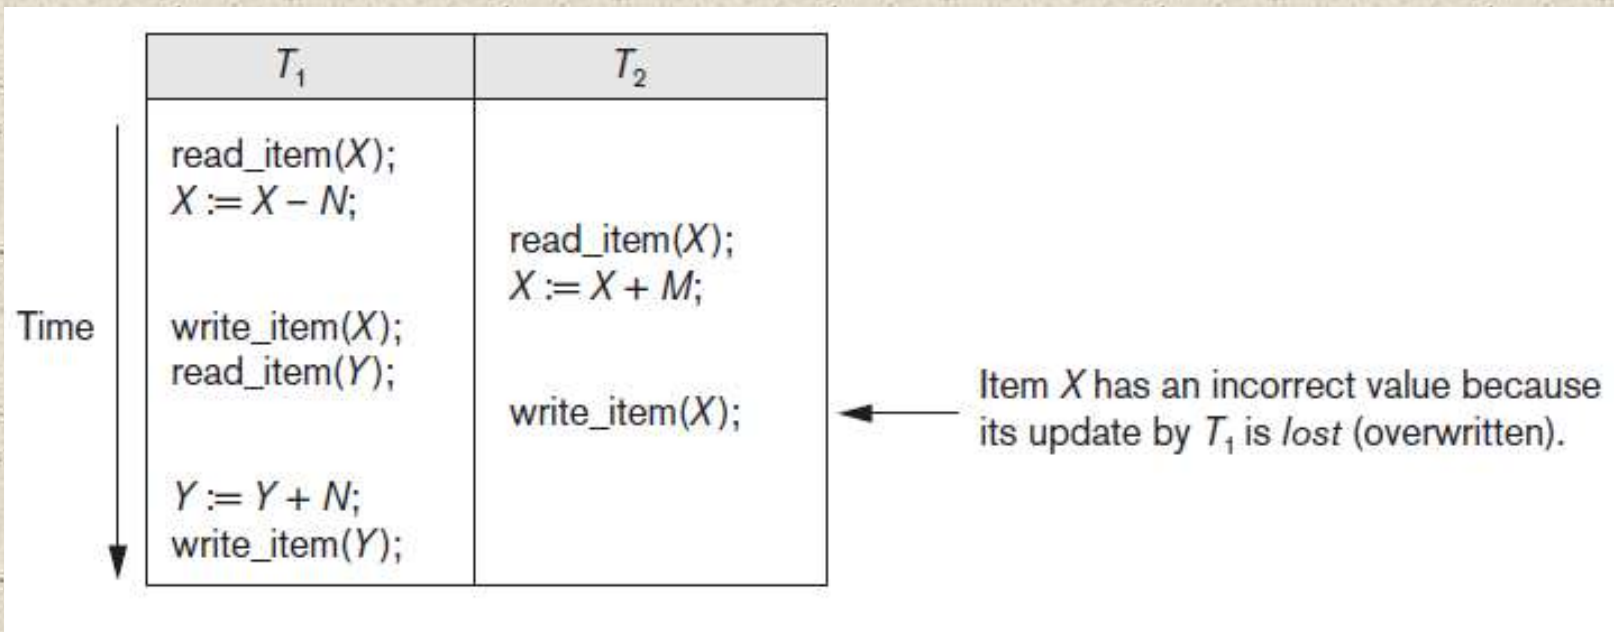 T₁ T₂
read_item(X);
X := X – N;
read_item(X);
X := X + M;
Time
write_item(X);
read_item(Y);
write_item(X);
Item X has an incorrect value because
its update by T₁ is lost (overwritten).
Y := Y + N;
write_item(Y);